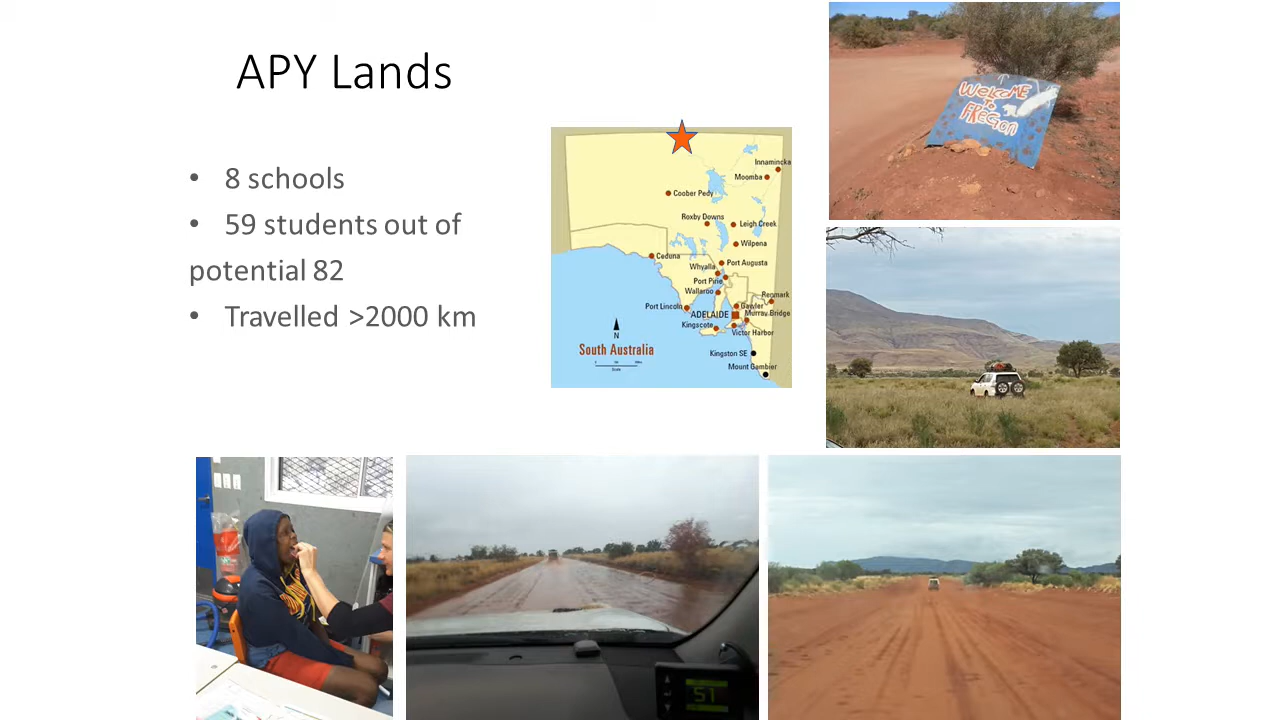 APY Lands
• 8 schools
• 59 students out of
potential 82
• Travelled >2000 km
WELCOME
TO
FREGON
Innamincka
Moomba
Coober Pedy
Roxby Downs
Leigh Creek
Wilpena
Ceduna
Port Augusta
Whyalla
Port Pirie
Wallaroo
Renmark
Port Lincoln
Gawler
ADELAIDE
Murray Bridge
Kingscote
Victor Harbor
N
South Australia
Kingston SE
Scale
Mount Gambier
51